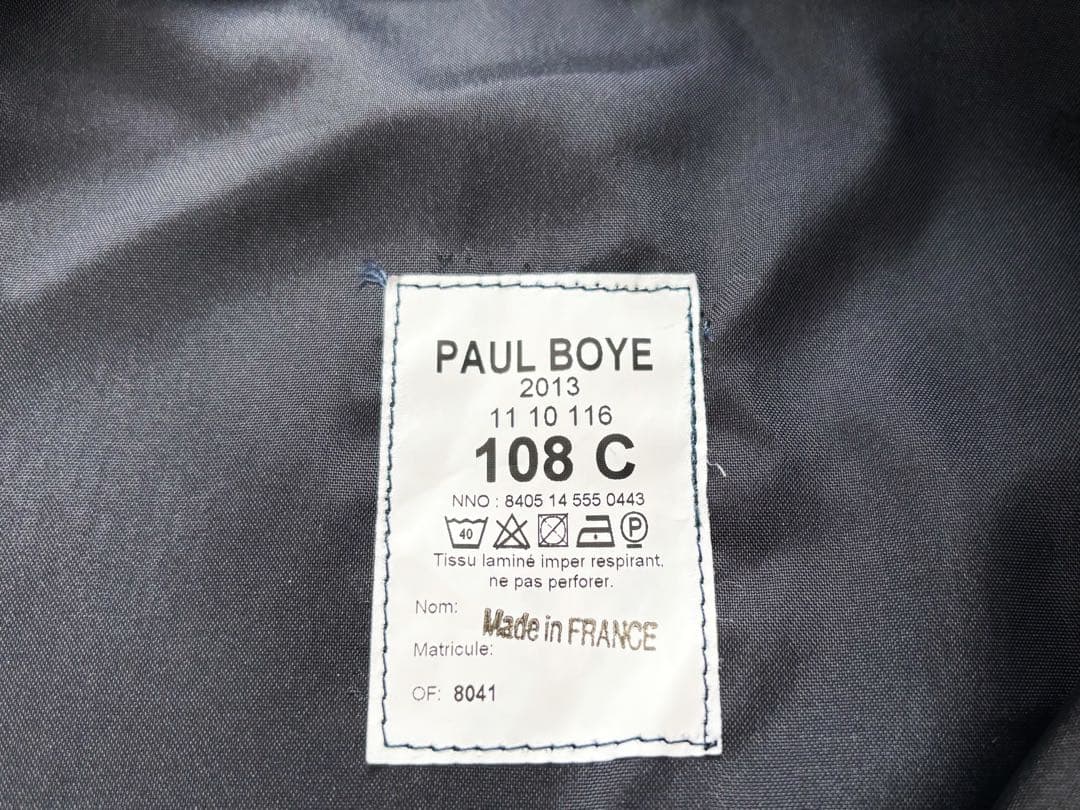 PAUL BOYE
2013
11 10 116
108 C
NNO : 8405 14 555 0443
40 P
Tissu laminé imper respirant.
ne pas perforer.
Nom:
Made in FRANCE
Matricule:
OF: 8041